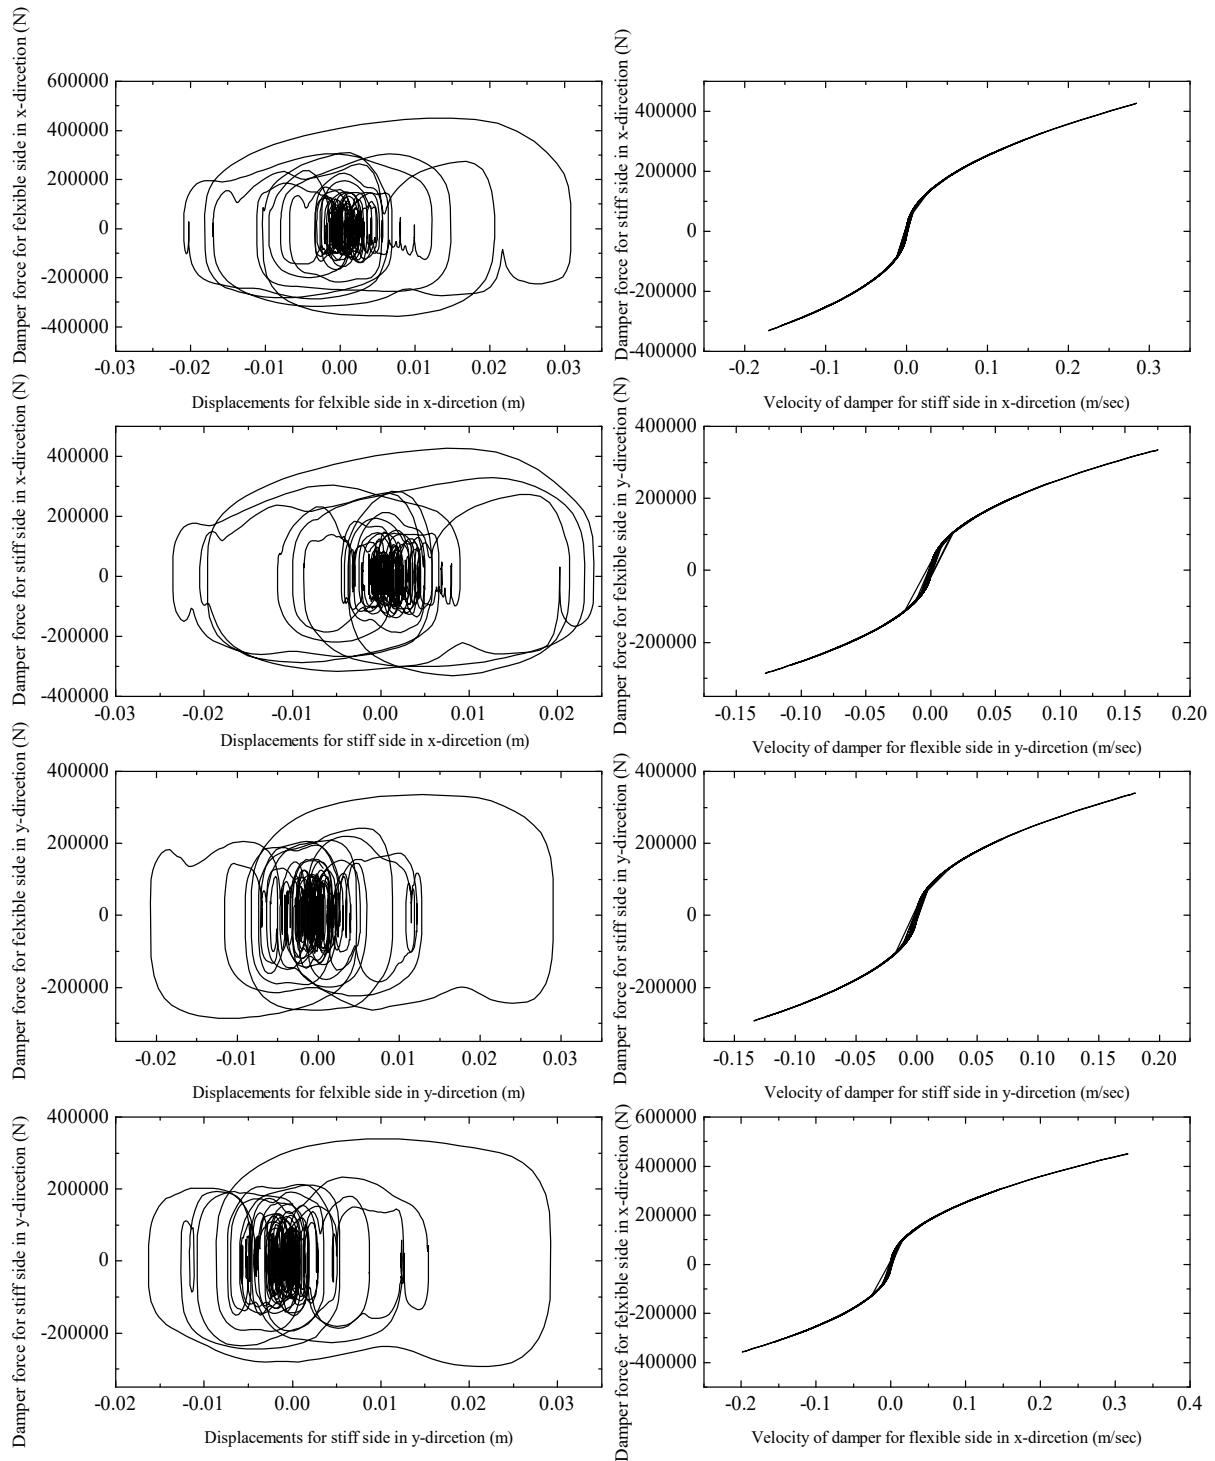 Damper force for felxible side in x-dircetion (N)
600000
400000
200000
0
-200000
-400000
-0.03 -0.02 -0.01 0.00 0.01 0.02 0.03
Displacements for felxible side in x-dircetion (m)
Damper force for stiff side in x-dircetion (N)
400000
200000
0
-200000
-400000
-0.2 -0.1 0.0 0.1 0.2 0.3
Velocity of damper for stiff side in x-dircetion (m/sec)
Damper force for stiff side in x-dircetion (N)
400000
200000
0
-200000
-400000
-0.03 -0.02 -0.01 0.00 0.01 0.02
Displacements for stiff side in x-dircetion (m)
Damper force for felxible side in y-dircetion (N)
400000
200000
0
-200000
-0.15 -0.10 -0.05 0.00 0.05 0.10 0.15 0.20
Velocity of damper for flexible side in y-dircetion (m/sec)
Damper force for felxible side in y-dircetion (N)
400000
200000
0
-200000
-0.02 -0.01 0.00 0.01 0.02 0.03
Displacements for felxible side in y-dircetion (m)
Damper force for stiff side in y-dircetion (N)
400000
200000
0
-200000
-0.15 -0.10 -0.05 0.00 0.05 0.10 0.15 0.20
Velocity of damper for stiff side in y-dircetion (m/sec)
Damper force for stiff side in y-dircetion (N)
400000
200000
0
-200000
-0.02 -0.01 0.00 0.01 0.02 0.03
Displacements for stiff side in y-dircetion (m)
Damper force for felxible side in x-dircetion (N)
600000
400000
200000
0
-200000
-400000
-0.2 -0.1 0.0 0.1 0.2 0.3 0.4
Velocity of damper for flexible side in x-dircetion (m/sec)